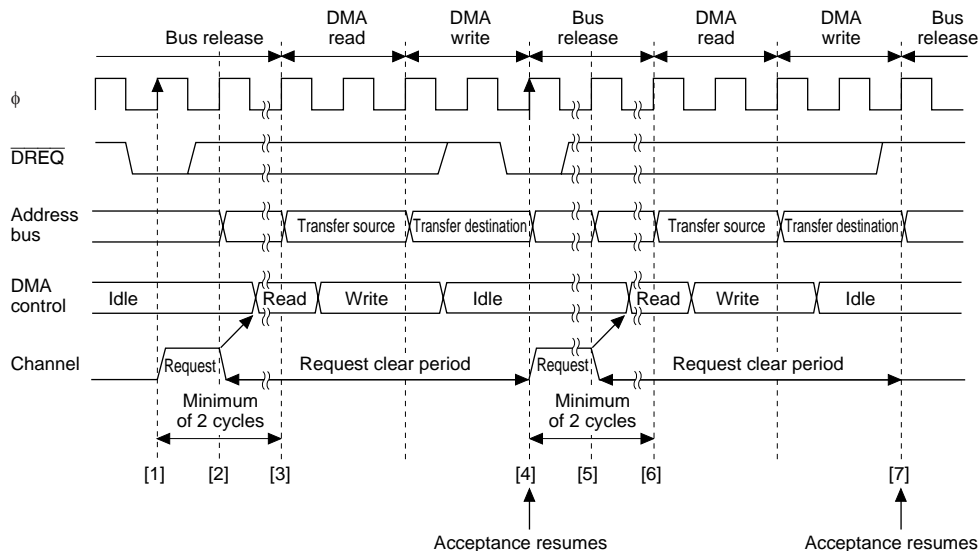 Bus release
DMA read
DMA write
Bus release
DMA read
DMA write
Bus release
ϕ
DREQ
Address bus
Transfer source
Transfer destination
Transfer source
Transfer destination
DMA control
Idle
Read
Write
Idle
Read
Write
Idle
Channel
Request
Request clear period
Request
Request clear period
Minimum of 2 cycles
Minimum of 2 cycles
[1]
[2]
[3]
[4]
[5]
[6]
[7]
Acceptance resumes
Acceptance resumes